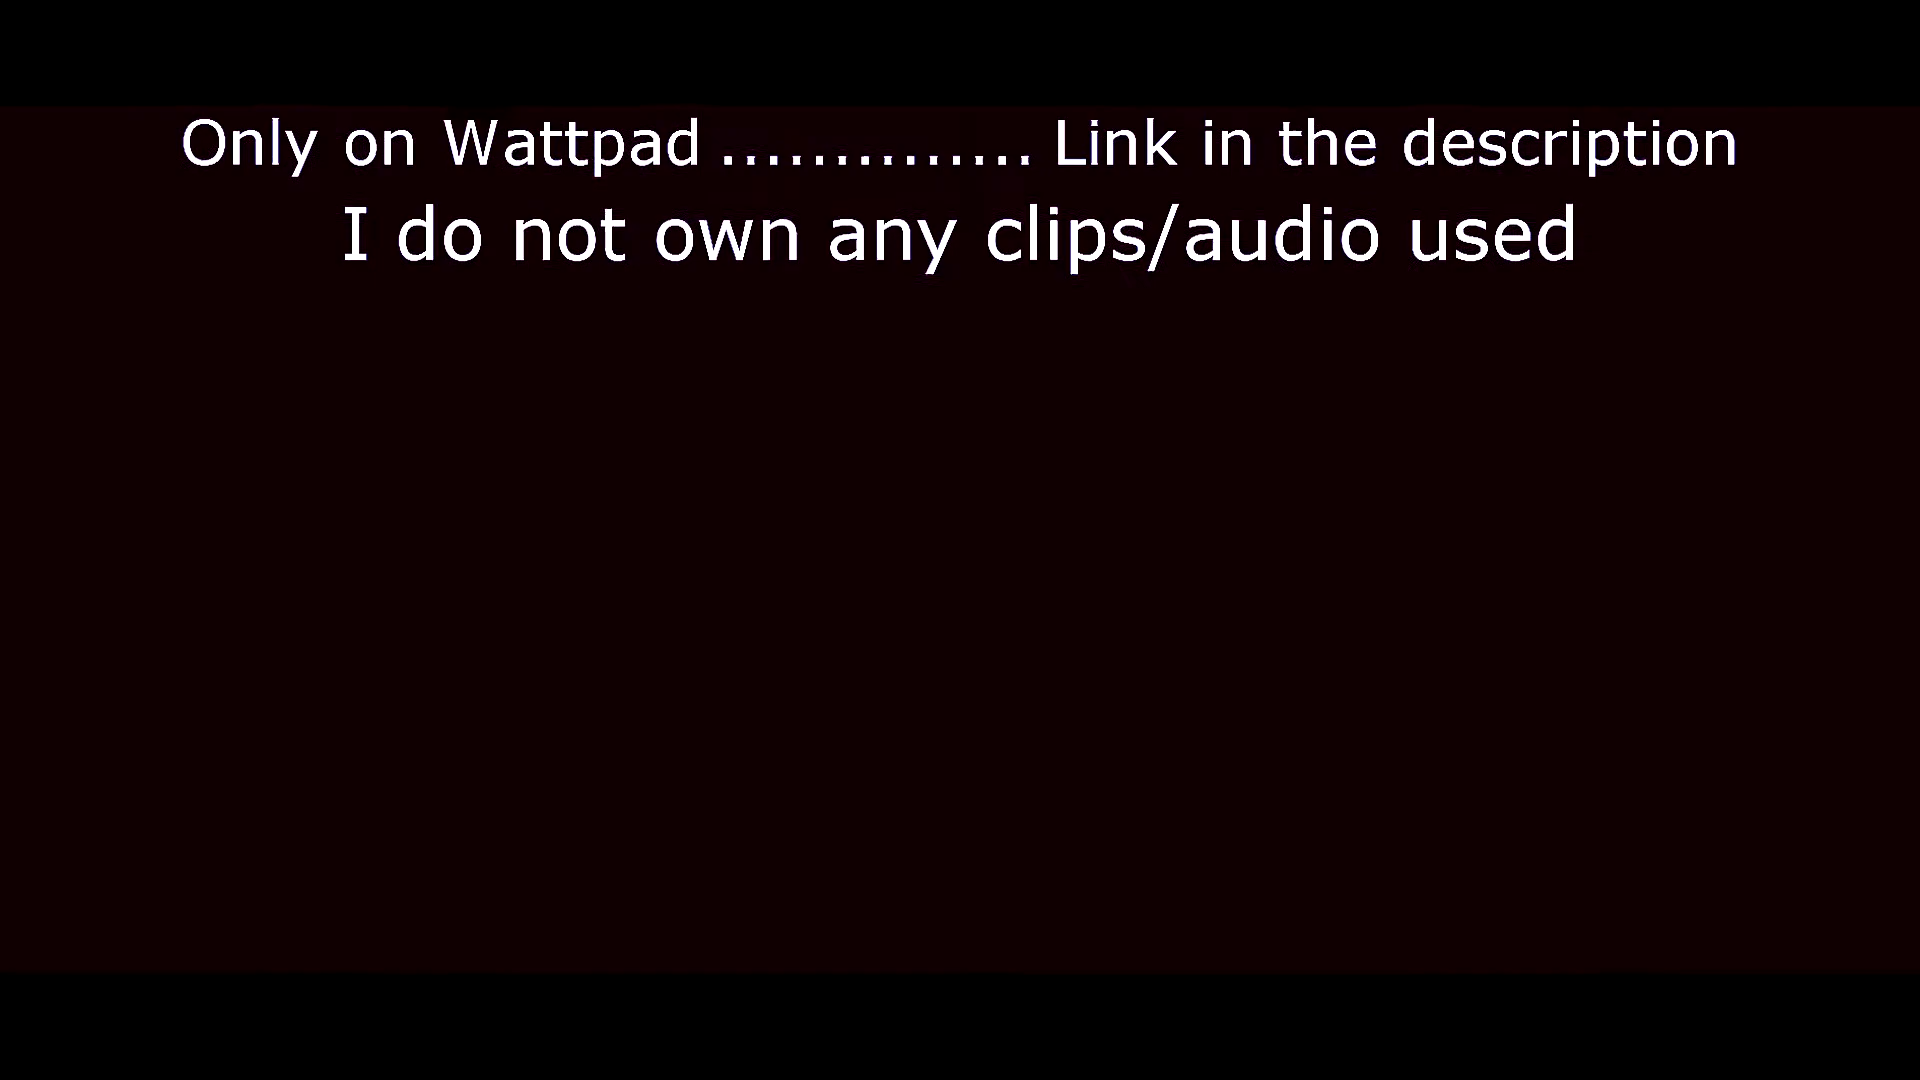 Only on Wattpad .............. Link in the description
I do not own any clips/audio used